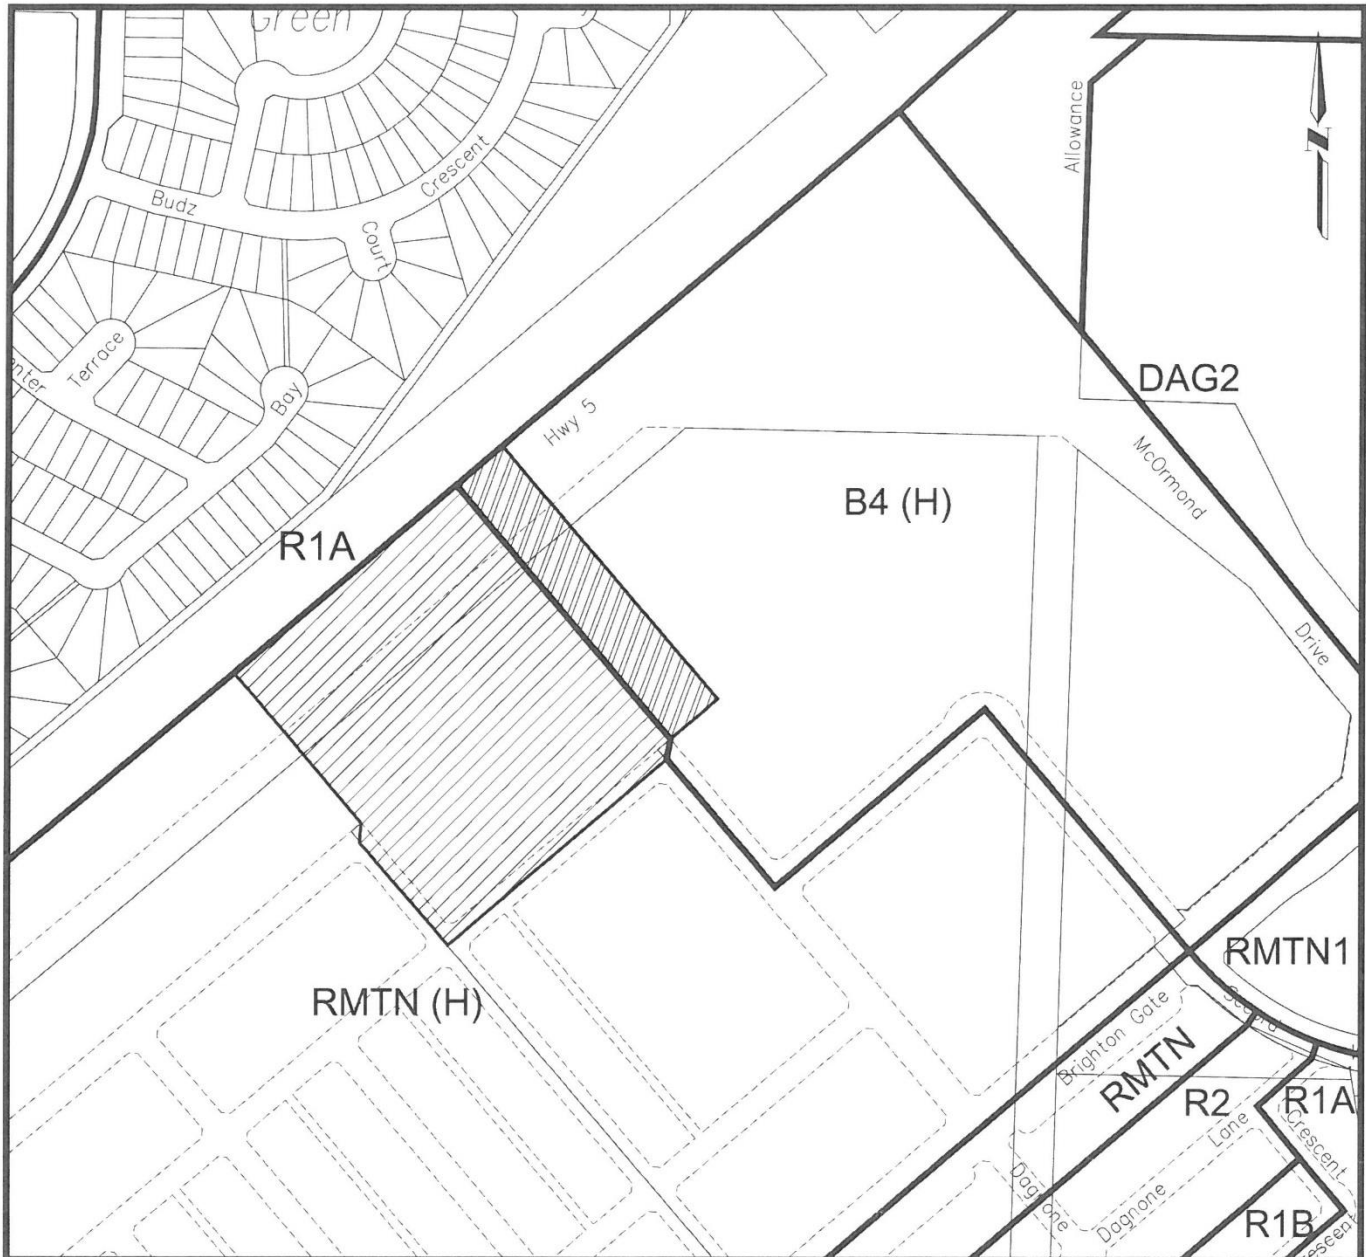 Green
Allowance
Crescent
Budz
Court
Terrace
Bay
Hwy 5
DAG2
McOrmond
B4 (H)
R1A
Drive
RMTN1
RMTN (H)
Brighton Gate
RMTN
R2
R1A
Lane
Crescent
Dagnone
Dagnone
R1B
N